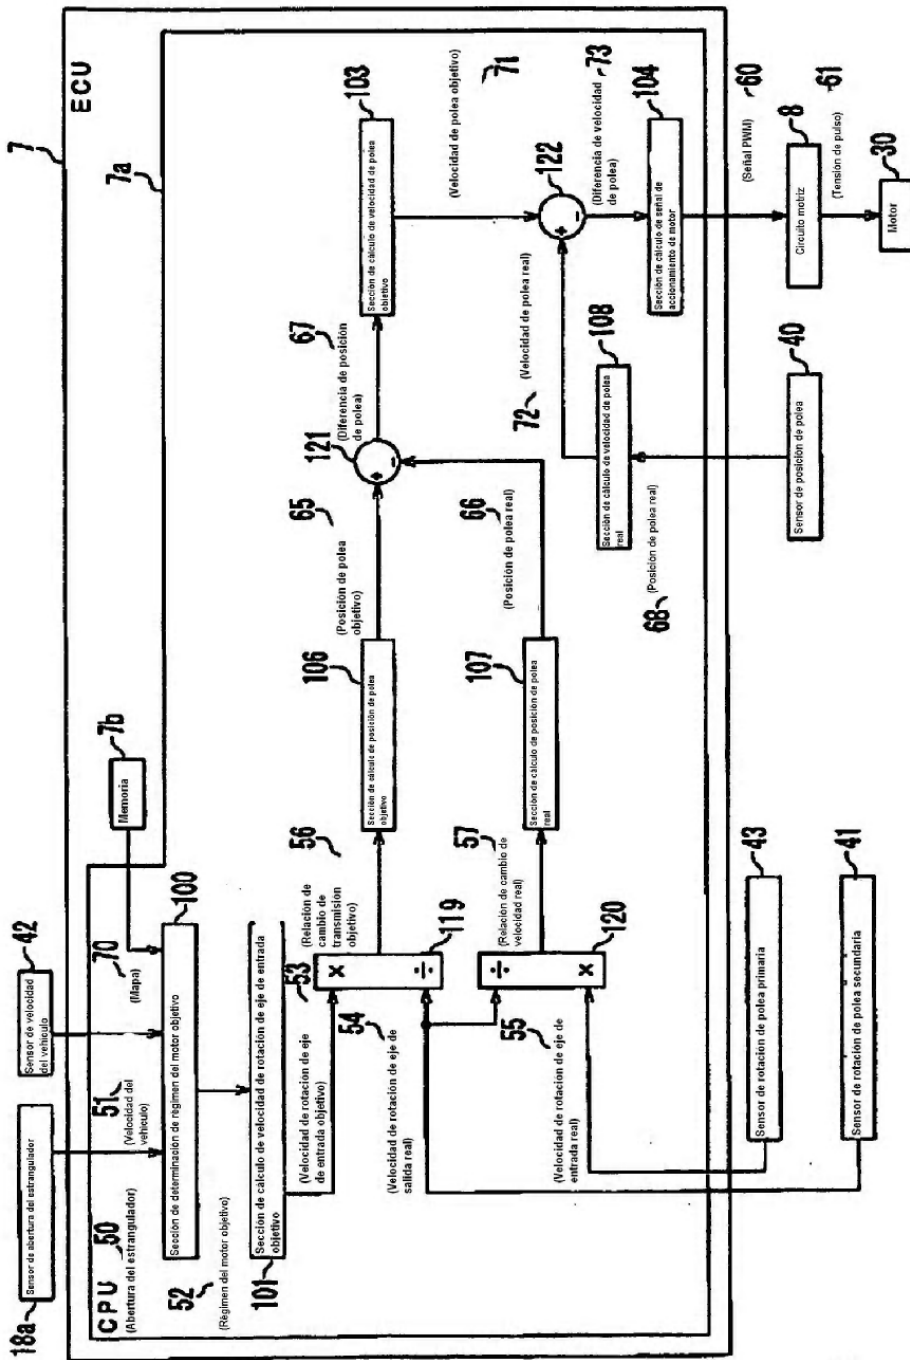 18a
Sensor de abertura del estrangulador
42
Sensor de velocidad
del vehículo
7
ECU
CPU
50
(Abertura del estrangulador)
51
(Velocidad del
vehículo)
70
(Mapa)
7b
Memoria
7a
100
Sección de determinación de régimen del motor objetivo
52
(Régimen del motor objetivo)
101
Sección de cálculo de velocidad de rotación de eje de entrada
objetivo
53
(Velocidad de rotación de eje
de entrada objetivo)
×
÷
119
56
(Relación de
cambio de
transmisión
objetivo)
106
Sección de cálculo de posición de polea
objetivo
65
(Posición de polea
objetivo)
121
+
-
67
(Diferencia de posición
de polea)
103
Sección de cálculo de velocidad de polea
objetivo
71
(Velocidad de polea objetivo)
54
(Velocidad de rotación de eje de
salida real)
÷
×
120
55
(Velocidad de rotación de eje de
entrada real)
57
(Relación de cambio de
velocidad real)
107
Sección de cálculo de posición de polea
real
66
(Posición de polea real)
72
(Velocidad de polea real)
122
+
-
73
(Diferencia de velocidad
de polea)
108
Sección de cálculo de velocidad de polea
real
104
Sección de cálculo de señal de
accionamiento de motor
68
(Posición de polea real)
60
(Señal PWM)
43
Sensor de rotación de polea primaria
40
Sensor de posición de polea
8
Circuito motriz
61
(Tensión de pulso)
41
Sensor de rotación de polea secundaria
30
Motor